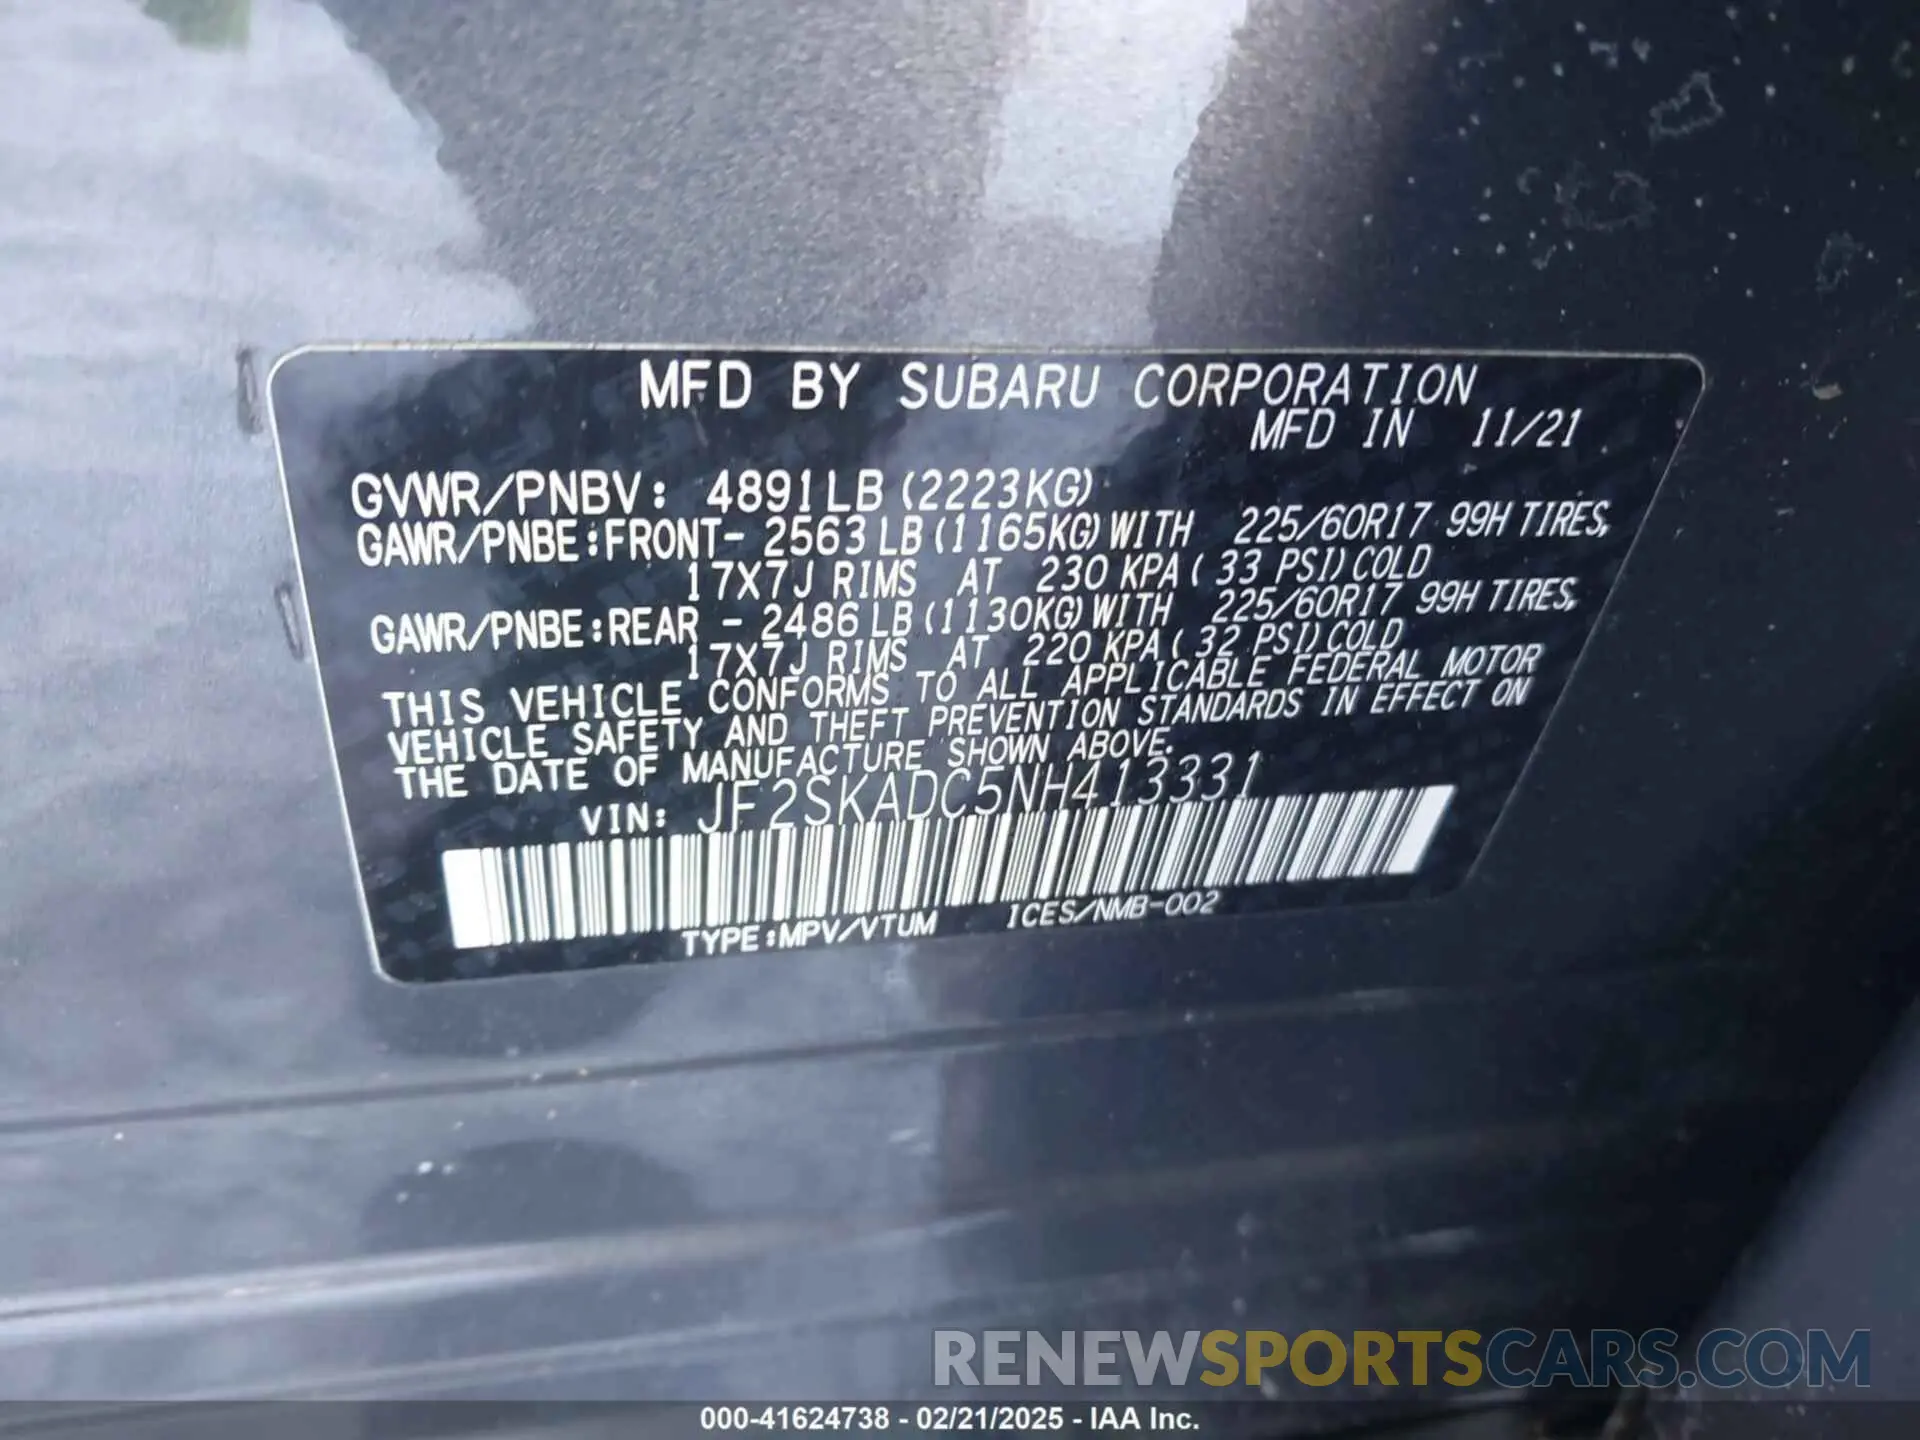 MFD BY SUBARU CORPORATION
MFD IN 11/21
GVWR/PNBV: 4891LB (2223KG)
GAWR/PNBE:FRONT- 2563LB (1165KG) WITH 225/60R17 99H TIRES,
17X7J RIMS AT 230 KPA ( 33 PSI) COLD
GAWR/PNBE:REAR - 2486LB (1130KG) WITH 225/60R17 99H TIRES,
17X7J RIMS AT 220 KPA ( 32 PSI) COLD
THIS VEHICLE CONFORMS TO ALL APPLICABLE FEDERAL MOTOR
VEHICLE SAFETY AND THEFT PREVENTION STANDARDS IN EFFECT ON
THE DATE OF MANUFACTURE SHOWN ABOVE.
VIN: JF2SKADC5NH413331
TYPE:MPV/VTUM ICES/NMB-002
RENEWSPORTSCARS.COM
000-41624738 - 02/21/2025 - IAA Inc.